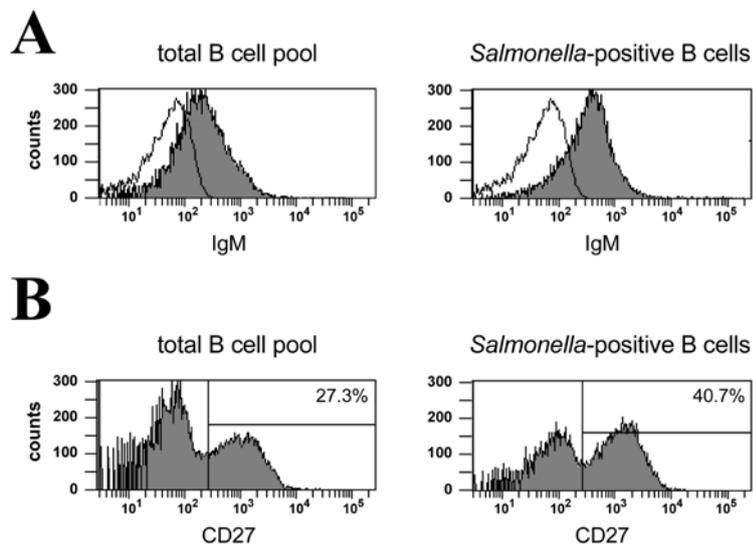 A
total B cell pool
Salmonella-positive B cells
counts
300
200
100
0
10¹ 10² 10³ 10⁴ 10⁵
IgM
300
200
100
0
10¹ 10² 10³ 10⁴ 10⁵
IgM
B
total B cell pool
Salmonella-positive B cells
counts
300
200
100
0
27.3%
10¹ 10² 10³ 10⁴ 10⁵
CD27
300
200
100
0
40.7%
10¹ 10² 10³ 10⁴ 10⁵
CD27